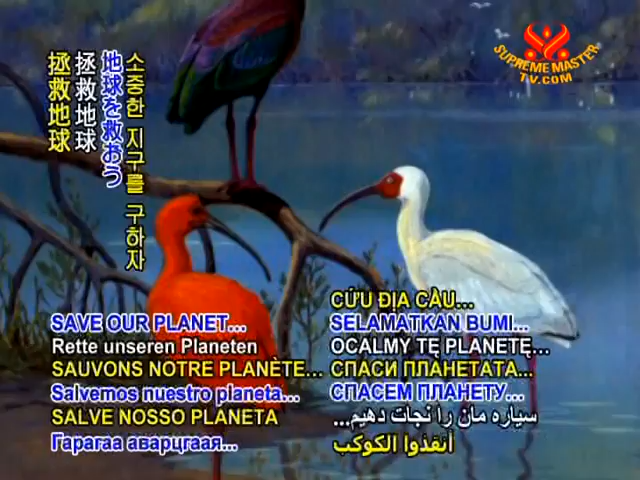 SUPREME MASTER
TV.COM
拯救地球
拯救地球
地球を救おう
소중한 지구를 구하자
SAVE OUR PLANET...
Rette unseren Planeten
SAUVONS NOTRE PLANÈTE...
Salvemos nuestro planeta...
SALVE NOSSO PLANETA
Гарагаа аварцгаая...
CỨU ĐỊA CẦU...
SELAMATKAN BUMI...
OCALMY TĘ PLANETĘ...
СПАСИ ПЛАНЕТАТА...
СПАСЕМ ПЛАНЕТУ...
سیاره مان را نجات دهیم...
أنقذوا الكوكب